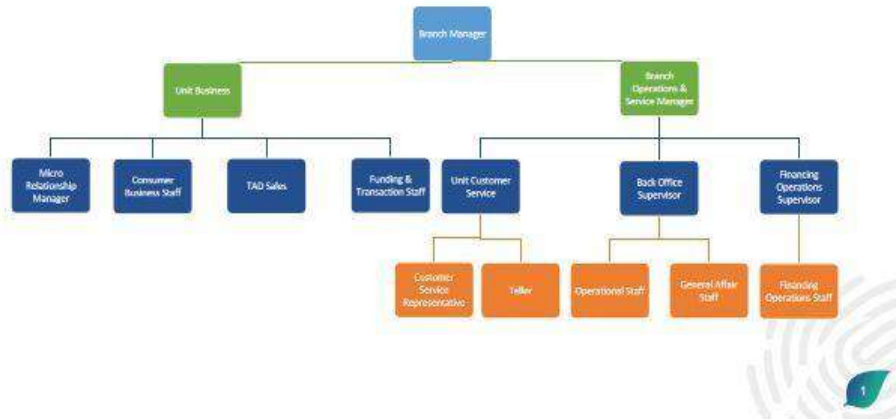 Branch Manager
Unit Business
Branch
Operations &
Service Manager
Micro
Relationship
Manager
Consumer
Business Staff
TAD Sales
Funding &
Transaction Staff
Unit Customer
Service
Back Office
Supervisor
Financing
Operations
Supervisor
Customer
Service
Representative
Teller
Operational Staff
General Affair
Staff
Financing
Operations Staff
1